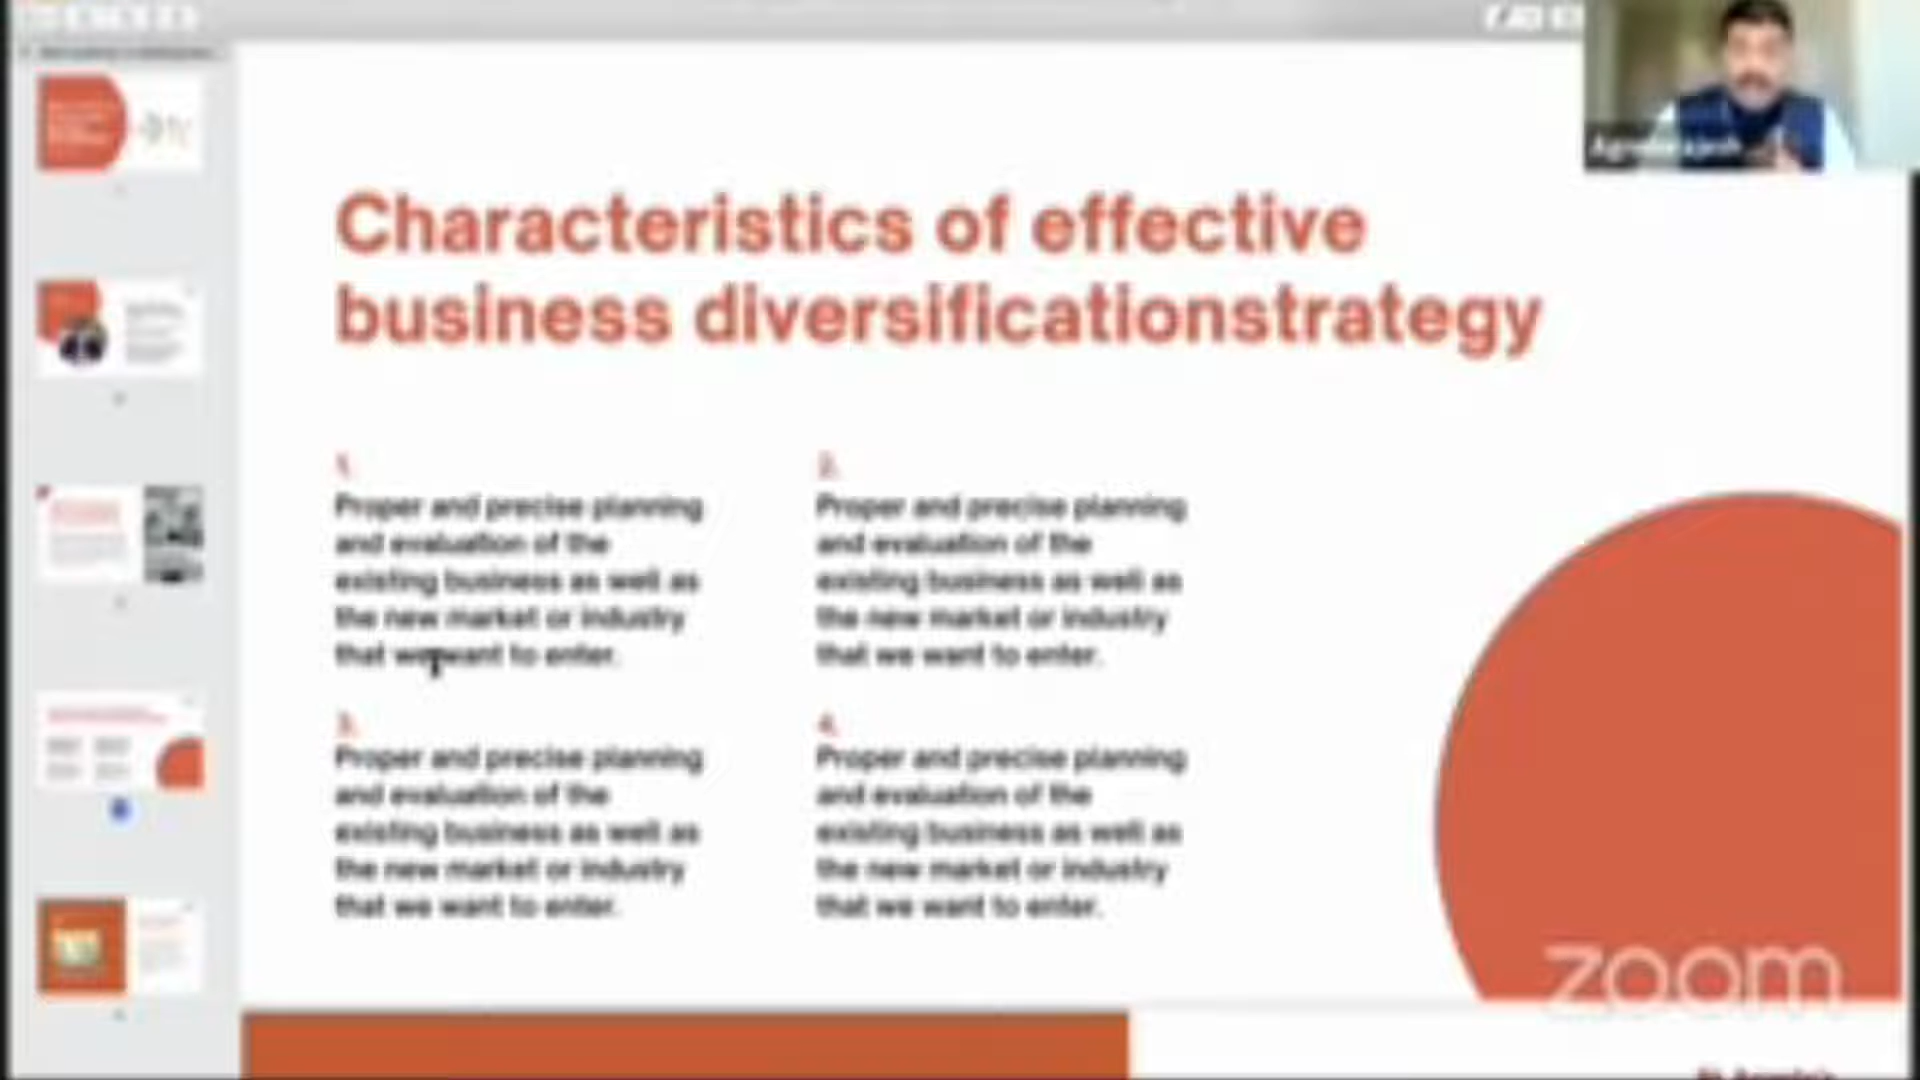 Characteristics of effective
business diversificationstrategy
1.
Proper and precise planning
and evaluation of the
existing business as well as
the new market or industry
that we want to enter.
2.
Proper and precise planning
and evaluation of the
existing business as well as
the new market or industry
that we want to enter.
3.
Proper and precise planning
and evaluation of the
existing business as well as
the new market or industry
that we want to enter.
4.
Proper and precise planning
and evaluation of the
existing business as well as
the new market or industry
that we want to enter.
zoom